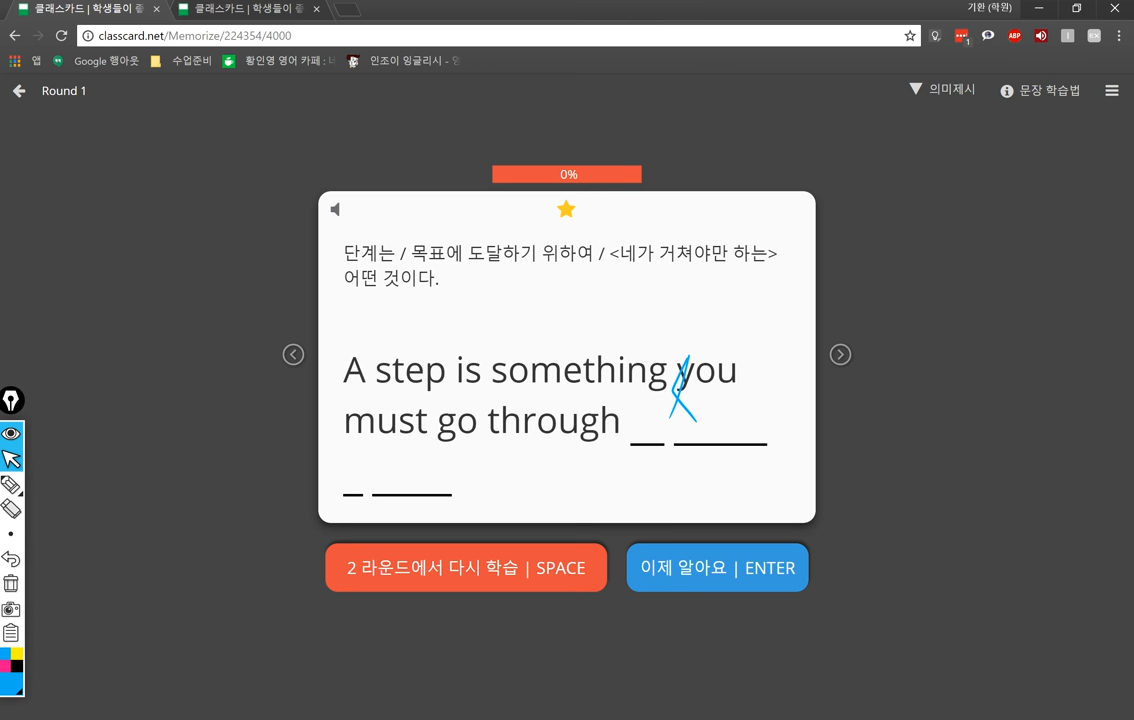 클래스카드 | 학생들이 좋
클래스카드 | 학생들이 좋
기환 (학원)
classcard.net/Memorize/224354/4000
1
ABP
앱
Google 행아웃
수업준비
황인영 영어 카페 : 네
인조이 잉글리시 -
Round 1
의미제시
문장 학습법
0%
단계는 / 목표에 도달하기 위하여 / <네가 거쳐야만 하는>
어떤 것이다.
A step is something you
must go through __ _____
_ ____
2 라운드에서 다시 학습 | SPACE
이제 알아요 | ENTER